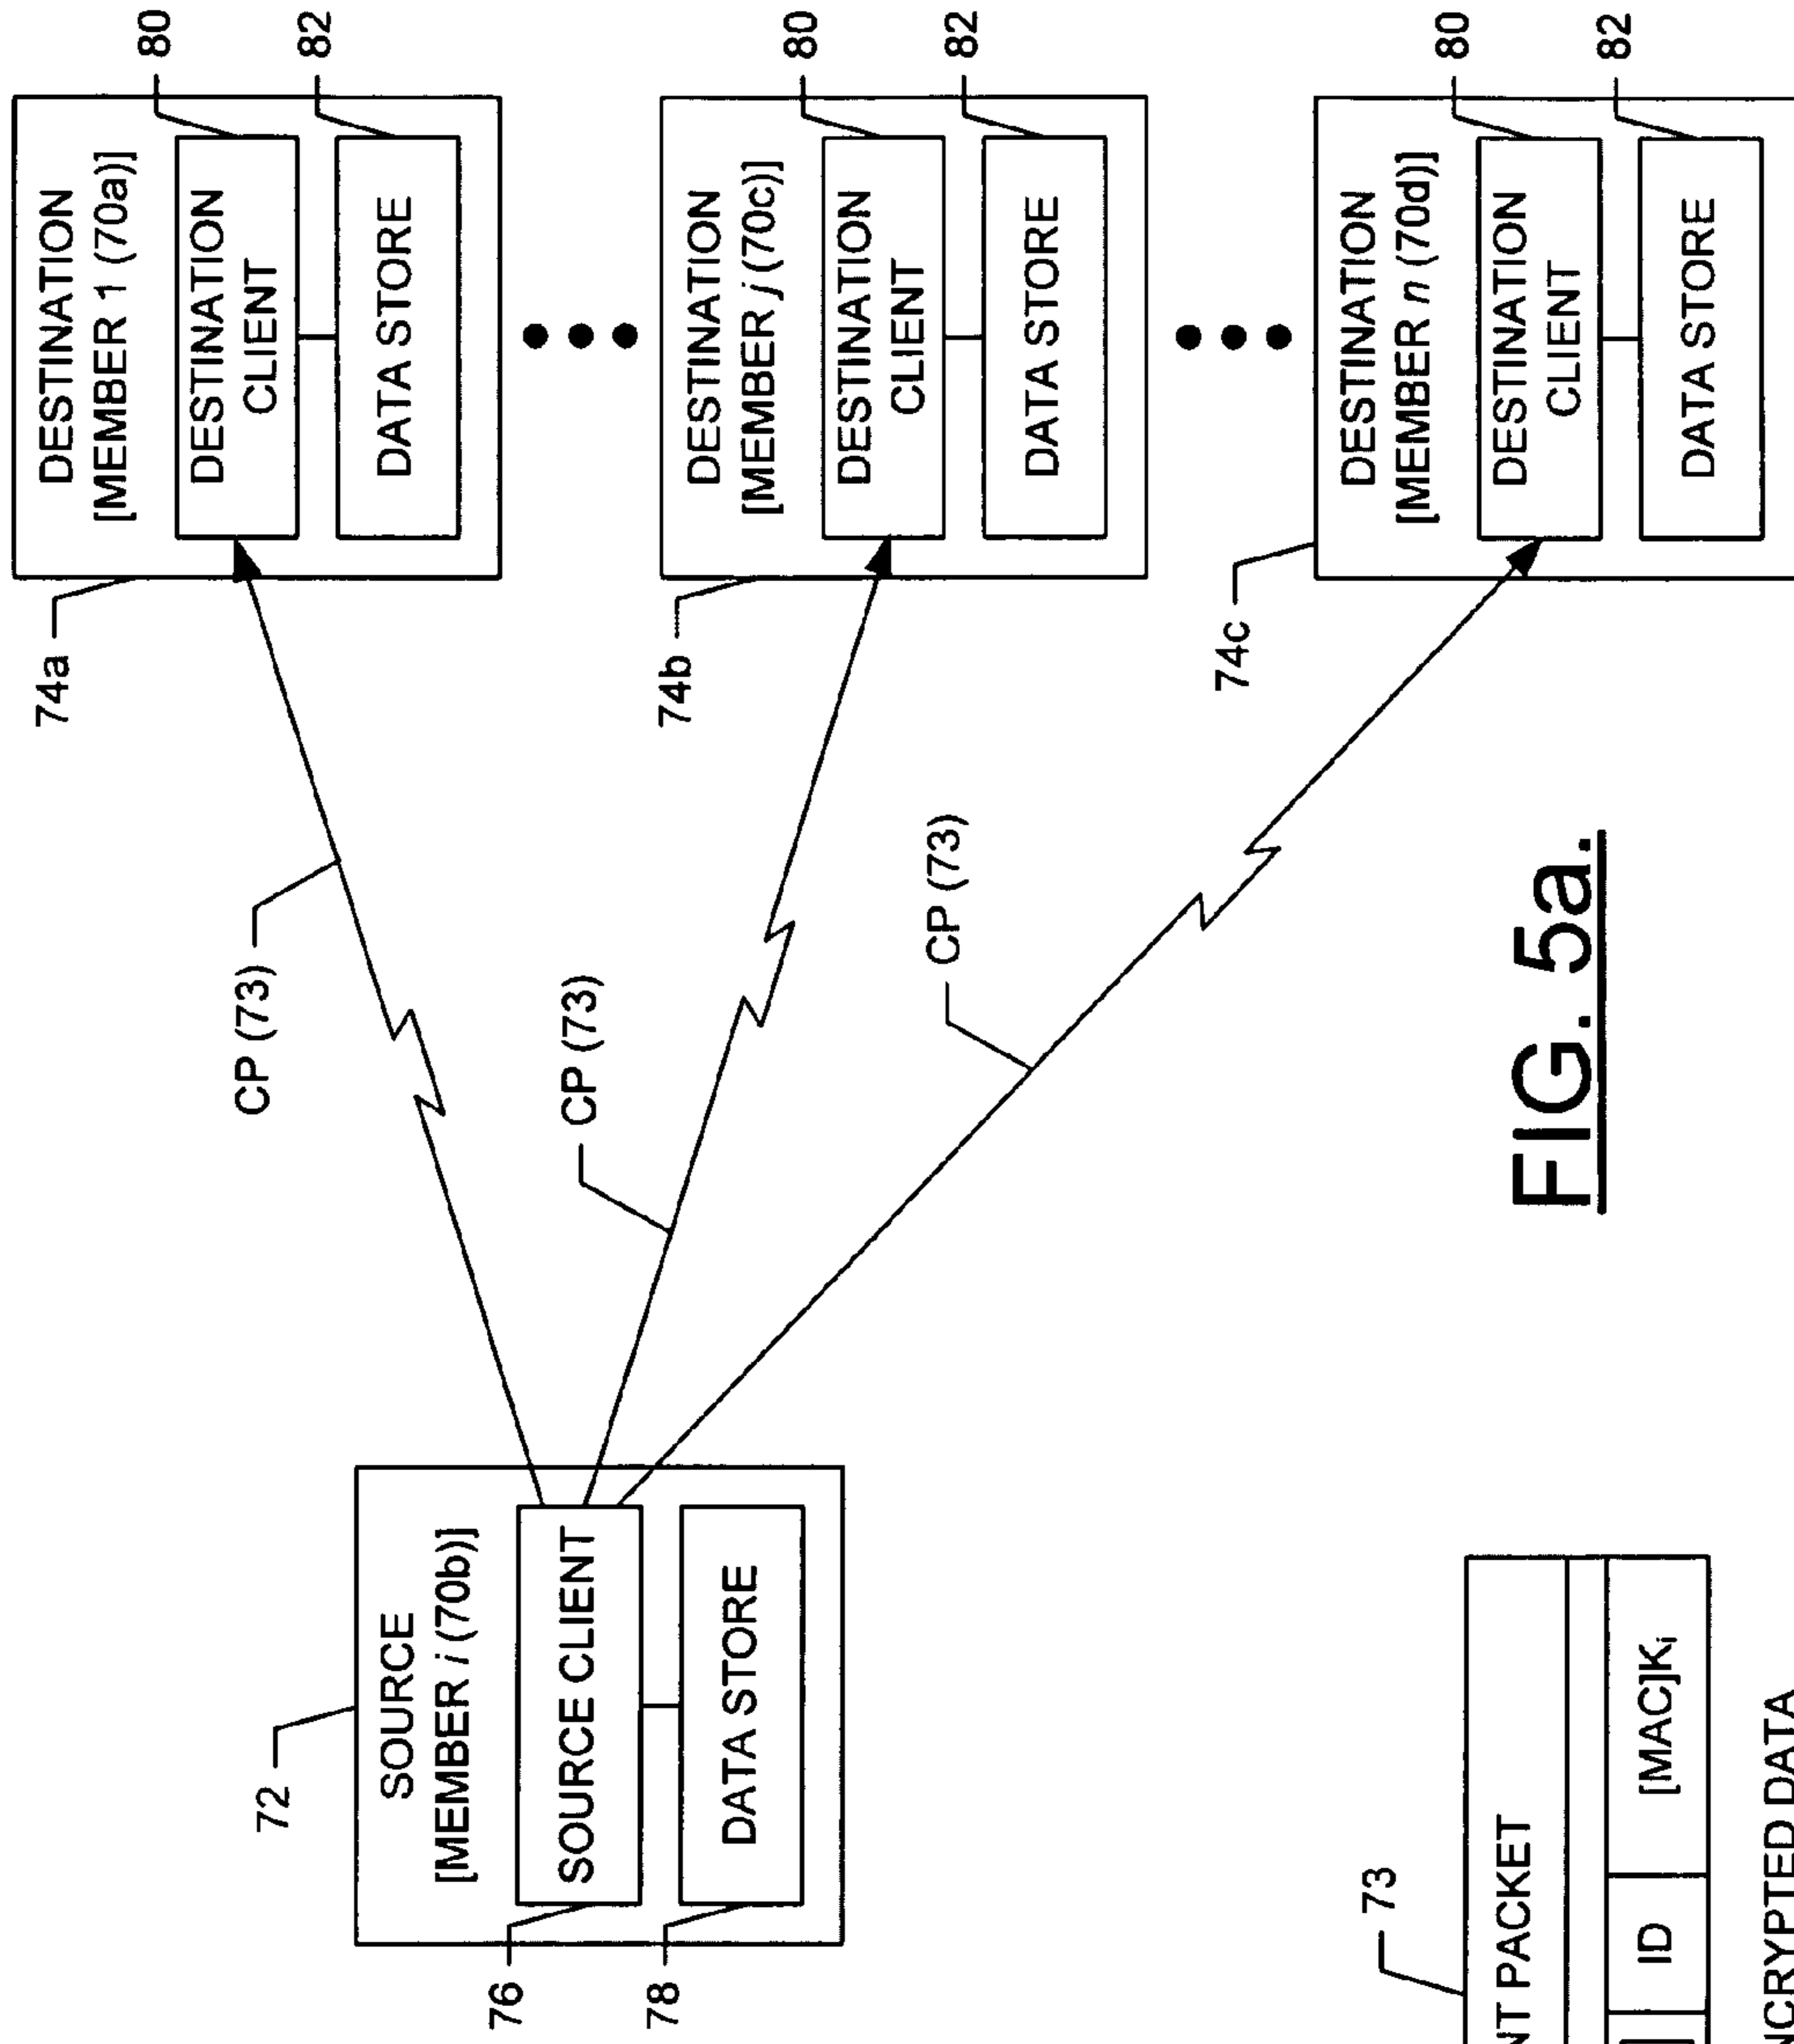 74a
DESTINATION
[MEMBER 1 (70a)]
80
DESTINATION
CLIENT
82
DATA STORE
CP (73)
72
SOURCE
[MEMBER i (70b)]
76
SOURCE CLIENT
78
DATA STORE
CP (73)
74b
DESTINATION
[MEMBER j (70c)]
80
DESTINATION
CLIENT
82
DATA STORE
CP (73)
74c
DESTINATION
[MEMBER n (70d)]
80
DESTINATION
CLIENT
82
DATA STORE
73
NT PACKET
ID
[MAC]Ki
NCRYPTED DATA
FIG. 5a.